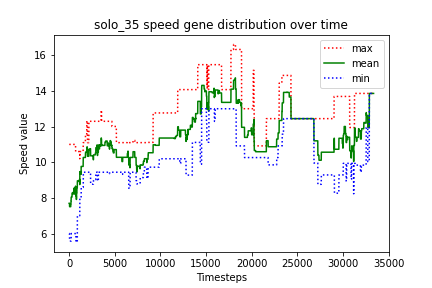 solo_35 speed gene distribution over time
max
mean
min
Speed value
16
14
12
10
8
6
0 5000 10000 15000 20000 25000 30000 35000
Timesteps